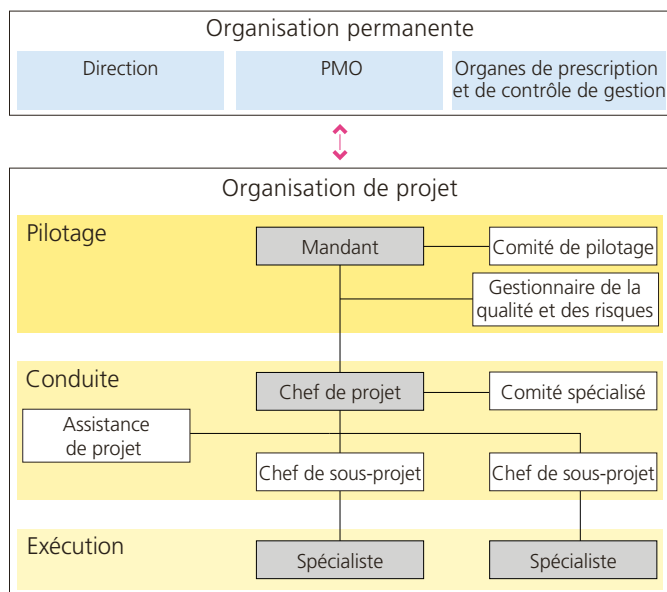 Organisation permanente
Direction
PMO
Organes de prescription
et de contrôle de gestion
Organisation de projet
Pilotage
Mandant
Comité de pilotage
Gestionnaire de la
qualité et des risques
Conduite
Chef de projet
Comité spécialisé
Assistance
de projet
Chef de sous-projet
Chef de sous-projet
Exécution
Spécialiste
Spécialiste